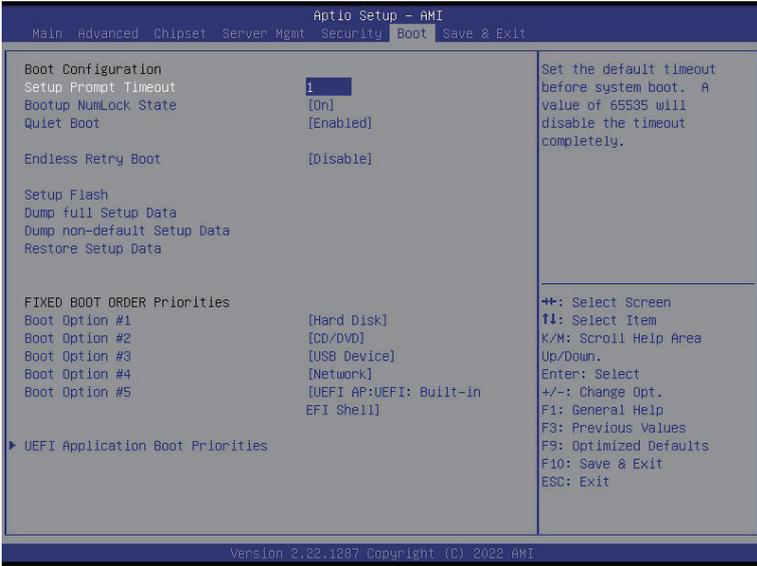 Aptio Setup – AMI
Main Advanced Chipset Server Mgmt Security Boot Save & Exit
Boot Configuration
Setup Prompt Timeout 1
Bootup NumLock State [On]
Quiet Boot [Enabled]
Endless Retry Boot [Disable]
Setup Flash
Dump full Setup Data
Dump non-default Setup Data
Restore Setup Data
FIXED BOOT ORDER Priorities
Boot Option #1 [Hard Disk]
Boot Option #2 [CD/DVD]
Boot Option #3 [USB Device]
Boot Option #4 [Network]
Boot Option #5 [UEFI AP:UEFI: Built-in
EFI Shell]
UEFI Application Boot Priorities
Set the default timeout
before system boot. A
value of 65535 will
disable the timeout
completely.
→←: Select Screen
↑↓: Select Item
K/M: Scroll Help Area
Up/Down.
Enter: Select
+/-: Change Opt.
F1: General Help
F3: Previous Values
F9: Optimized Defaults
F10: Save & Exit
ESC: Exit
Version 2.22.1287 Copyright (C) 2022 AMI